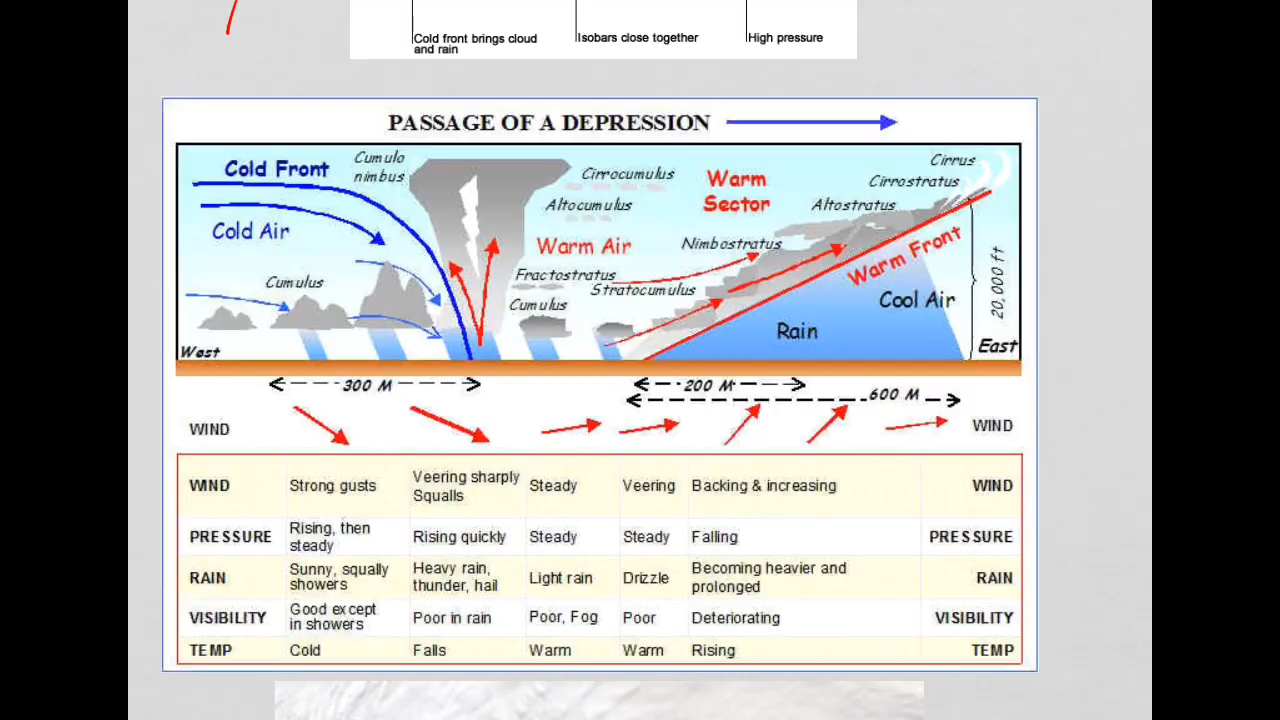 Cold front brings cloud
and rain
Isobars close together
High pressure
PASSAGE OF A DEPRESSION
Cold Front
Cumulo
nimbus
Cirrocumulus
Warm
Sector
Cirrus
Cirrostratus
Altocumulus
Altostratus
Cold Air
Warm Air
Nimbostratus
Warm Front
Cumulus
Fractostratus
Stratocumulus
Cumulus
Cool Air
20,000 ft
Rain
West
East
300 M
200 M
600 M
WIND
WIND
WIND Strong gusts Veering sharply Squalls Steady Veering Backing & increasing WIND
PRESSURE Rising, then steady Rising quickly Steady Steady Falling PRESSURE
RAIN Sunny, squally showers Heavy rain, thunder, hail Light rain Drizzle Becoming heavier and prolonged RAIN
VISIBILITY Good except in showers Poor in rain Poor, Fog Poor Deteriorating VISIBILITY
TEMP Cold Falls Warm Warm Rising TEMP